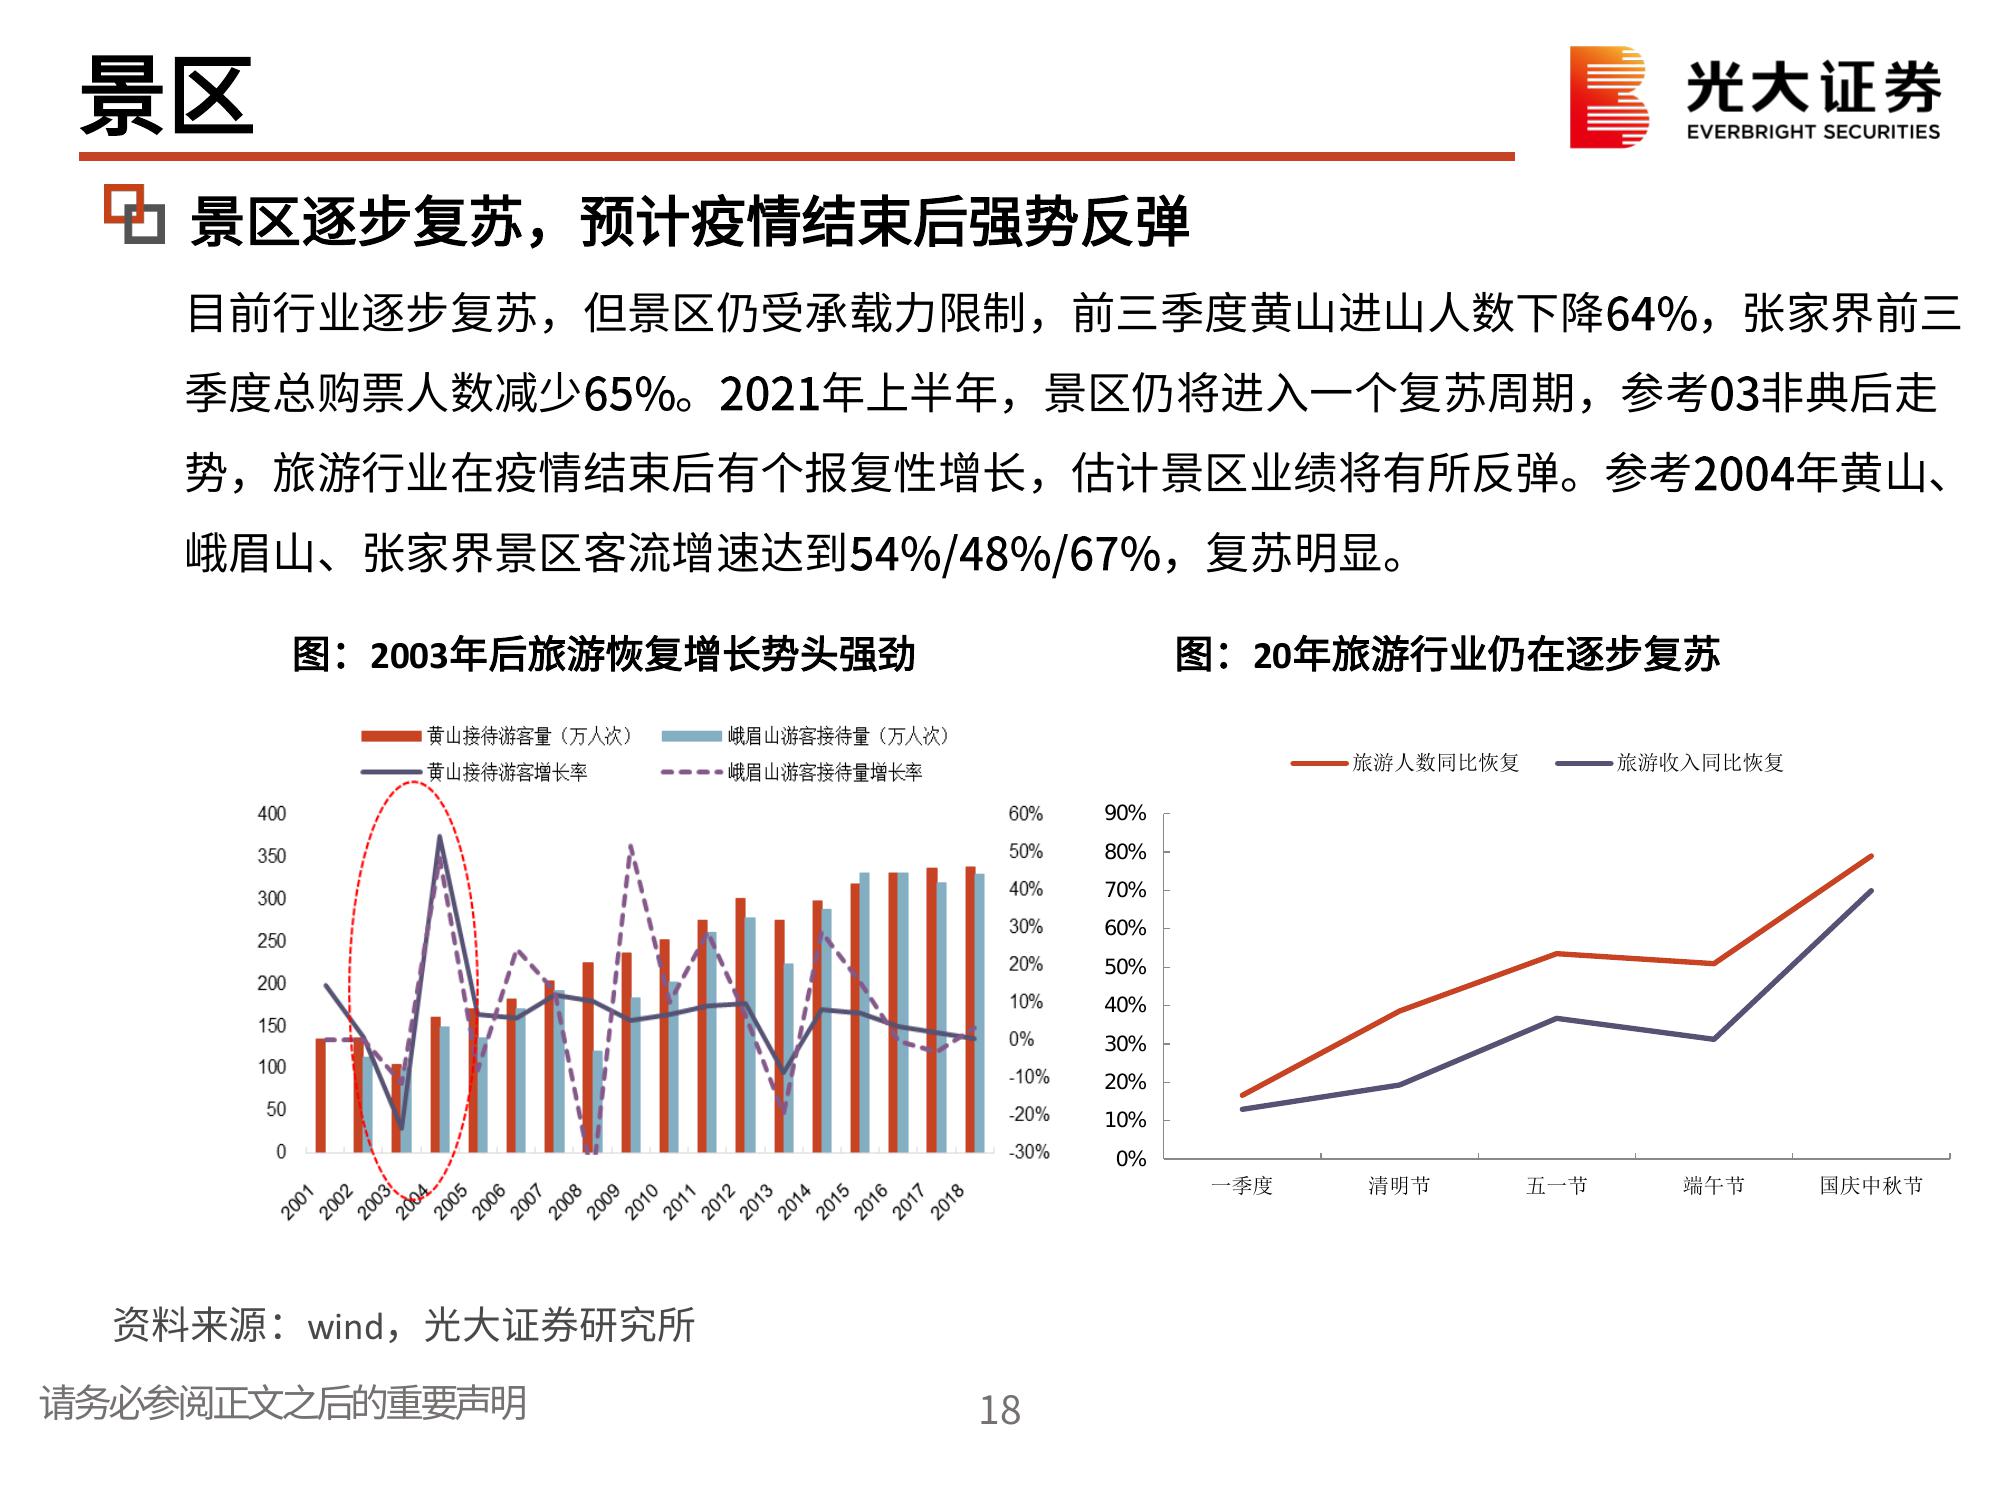 景区
光大证券
EVERBRIGHT SECURITIES
景区逐步复苏，预计疫情结束后强势反弹
目前行业逐步复苏，但景区仍受承载力限制，前三季度黄山进山人数下降64%，张家界前三
季度总购票人数减少65%。2021年上半年，景区仍将进入一个复苏周期，参考03非典后走
势，旅游行业在疫情结束后有个报复性增长，估计景区业绩将有所反弹。参考2004年黄山、
峨眉山、张家界景区客流增速达到54%/48%/67%，复苏明显。
图：2003年后旅游恢复增长势头强劲
黄山接待游客量（万人次）
峨眉山游客接待量（万人次）
黄山接待游客增长率
峨眉山游客接待量增长率
400
350
300
250
200
150
100
50
0
60%
50%
40%
30%
20%
10%
0%
-10%
-20%
-30%
2001
2002
2003
2004
2005
2006
2007
2008
2009
2010
2011
2012
2013
2014
2015
2016
2017
2018
图：20年旅游行业仍在逐步复苏
旅游人数同比恢复
旅游收入同比恢复
90%
80%
70%
60%
50%
40%
30%
20%
10%
0%
一季度
清明节
五一节
端午节
国庆中秋节
资料来源：wind，光大证券研究所
请务必参阅正文之后的重要声明
18